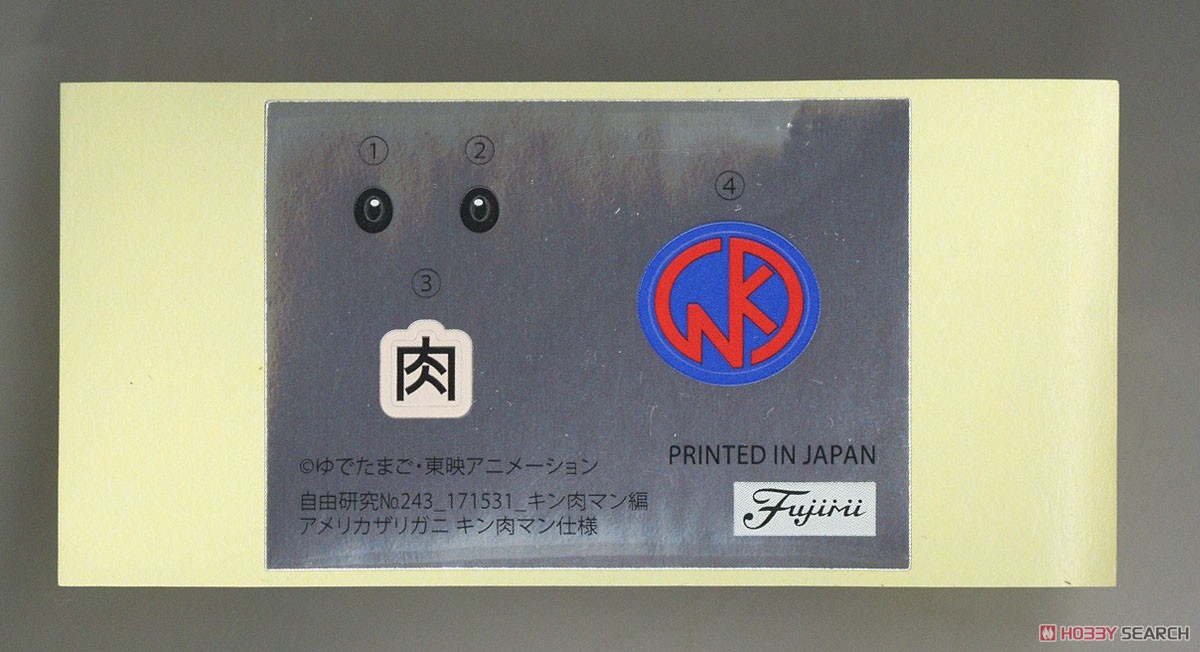 ① ②
④
KN
③
肉
©ゆでたまご・東映アニメーション
PRINTED IN JAPAN
自由研究№243_171531_キン肉マン編
アメリカザリガニ キン肉マン仕様
Fujimi
HOBBY SEARCH